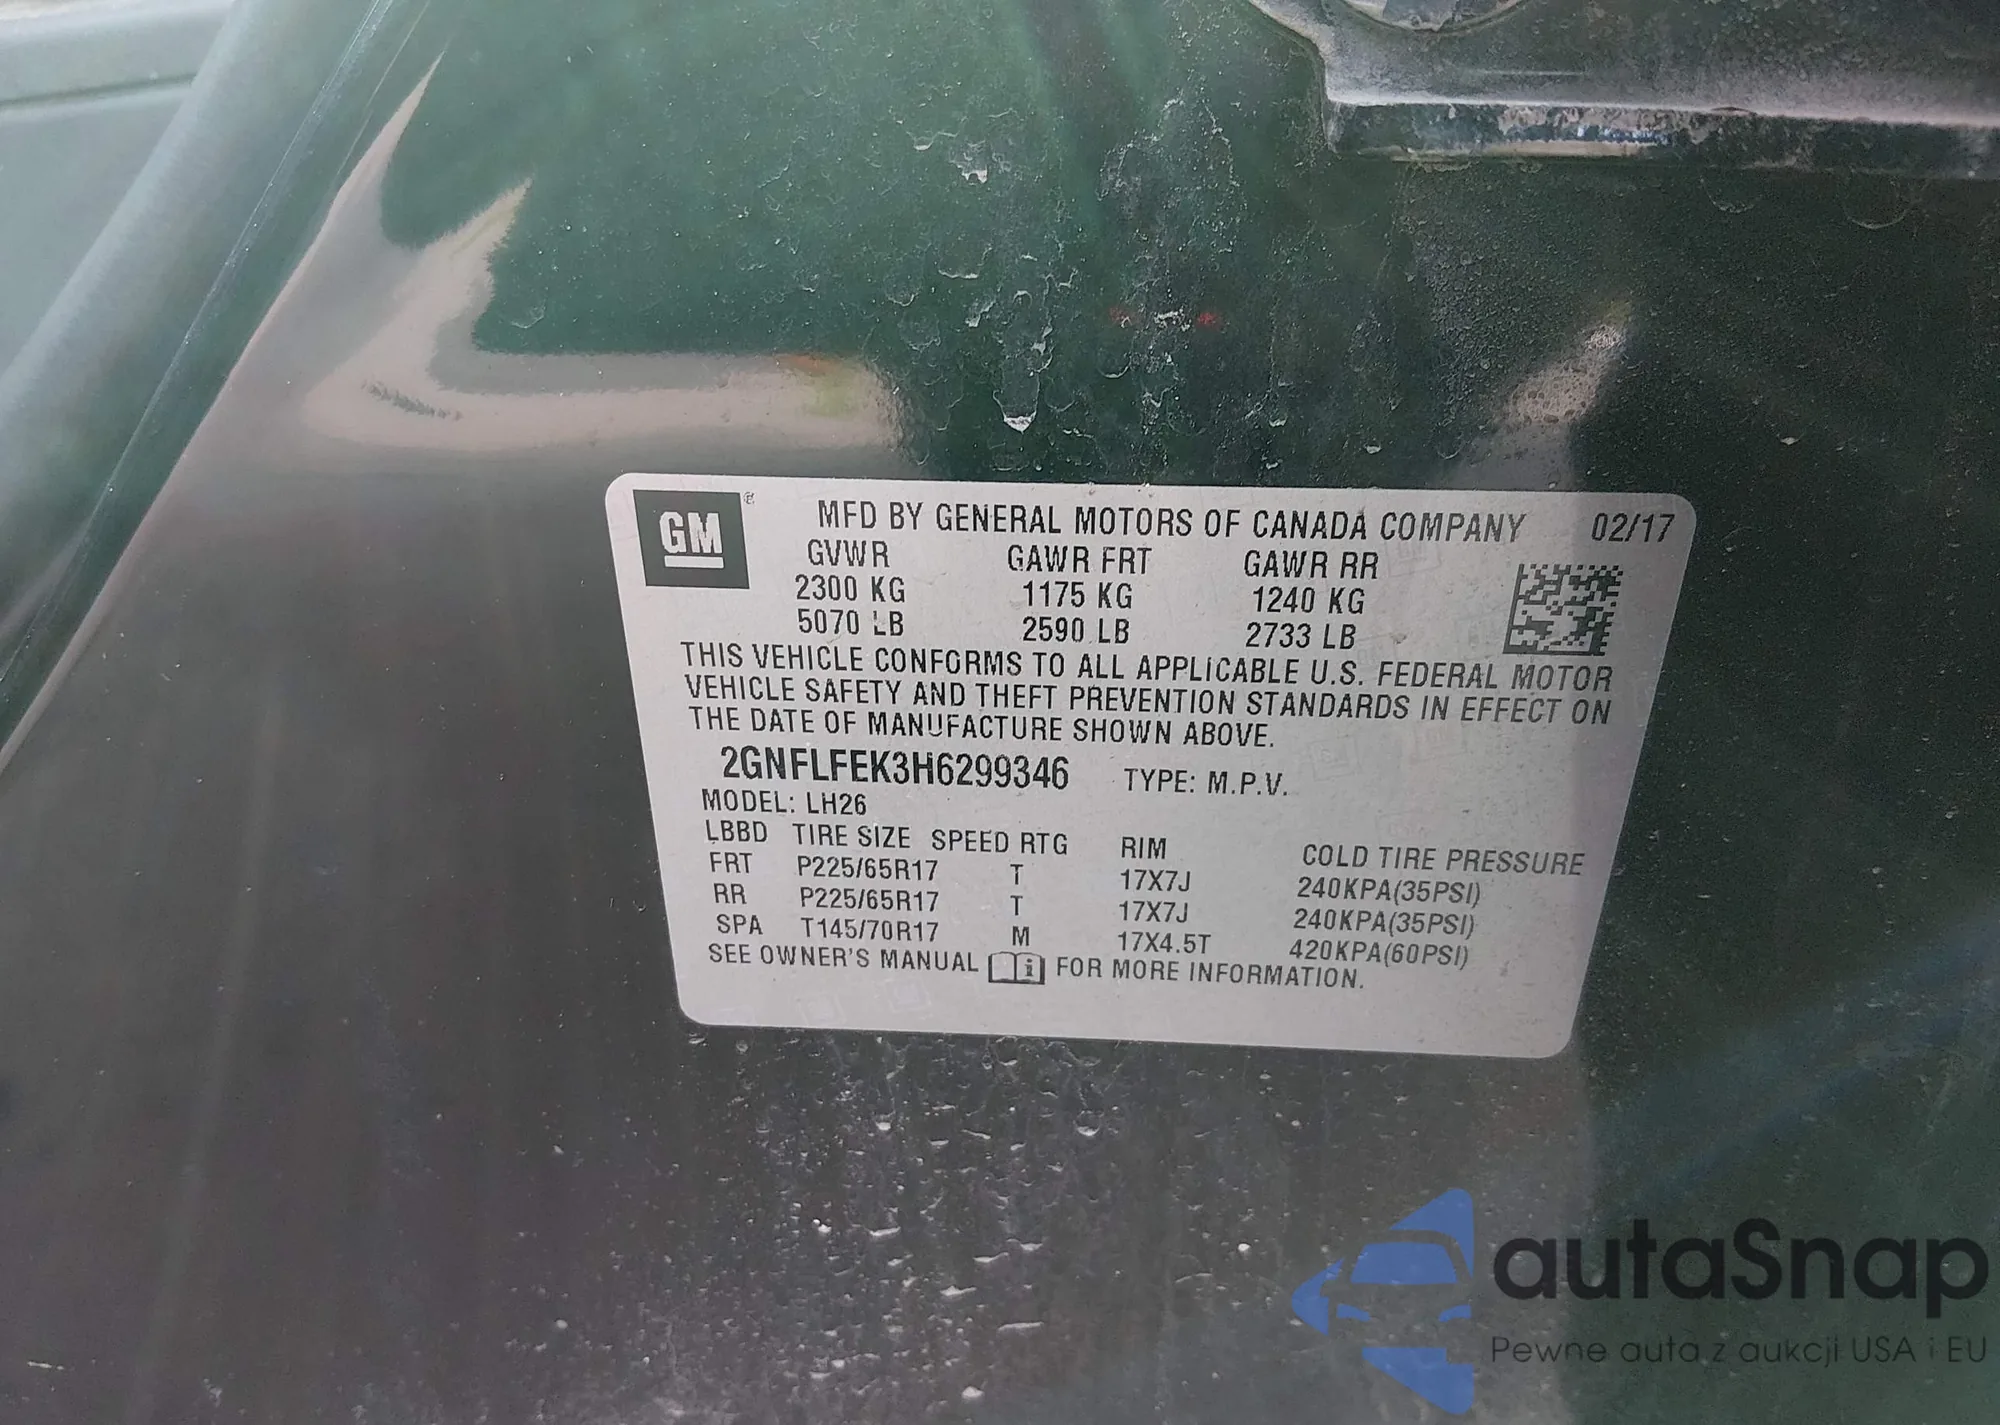 GM®
MFD BY GENERAL MOTORS OF CANADA COMPANY 02/17
GVWR GAWR FRT GAWR RR
2300 KG 1175 KG 1240 KG
5070 LB 2590 LB 2733 LB
THIS VEHICLE CONFORMS TO ALL APPLICABLE U.S. FEDERAL MOTOR
VEHICLE SAFETY AND THEFT PREVENTION STANDARDS IN EFFECT ON
THE DATE OF MANUFACTURE SHOWN ABOVE.
2GNFLFEK3H6299346 TYPE: M.P.V.
MODEL: LH26
LBBD TIRE SIZE SPEED RTG RIM COLD TIRE PRESSURE
FRT P225/65R17 T 17X7J 240KPA(35PSI)
RR P225/65R17 T 17X7J 240KPA(35PSI)
SPA T145/70R17 M 17X4.5T 420KPA(60PSI)
SEE OWNER'S MANUAL i FOR MORE INFORMATION.
autaSnap
Pewne auta z aukcji USA i EU